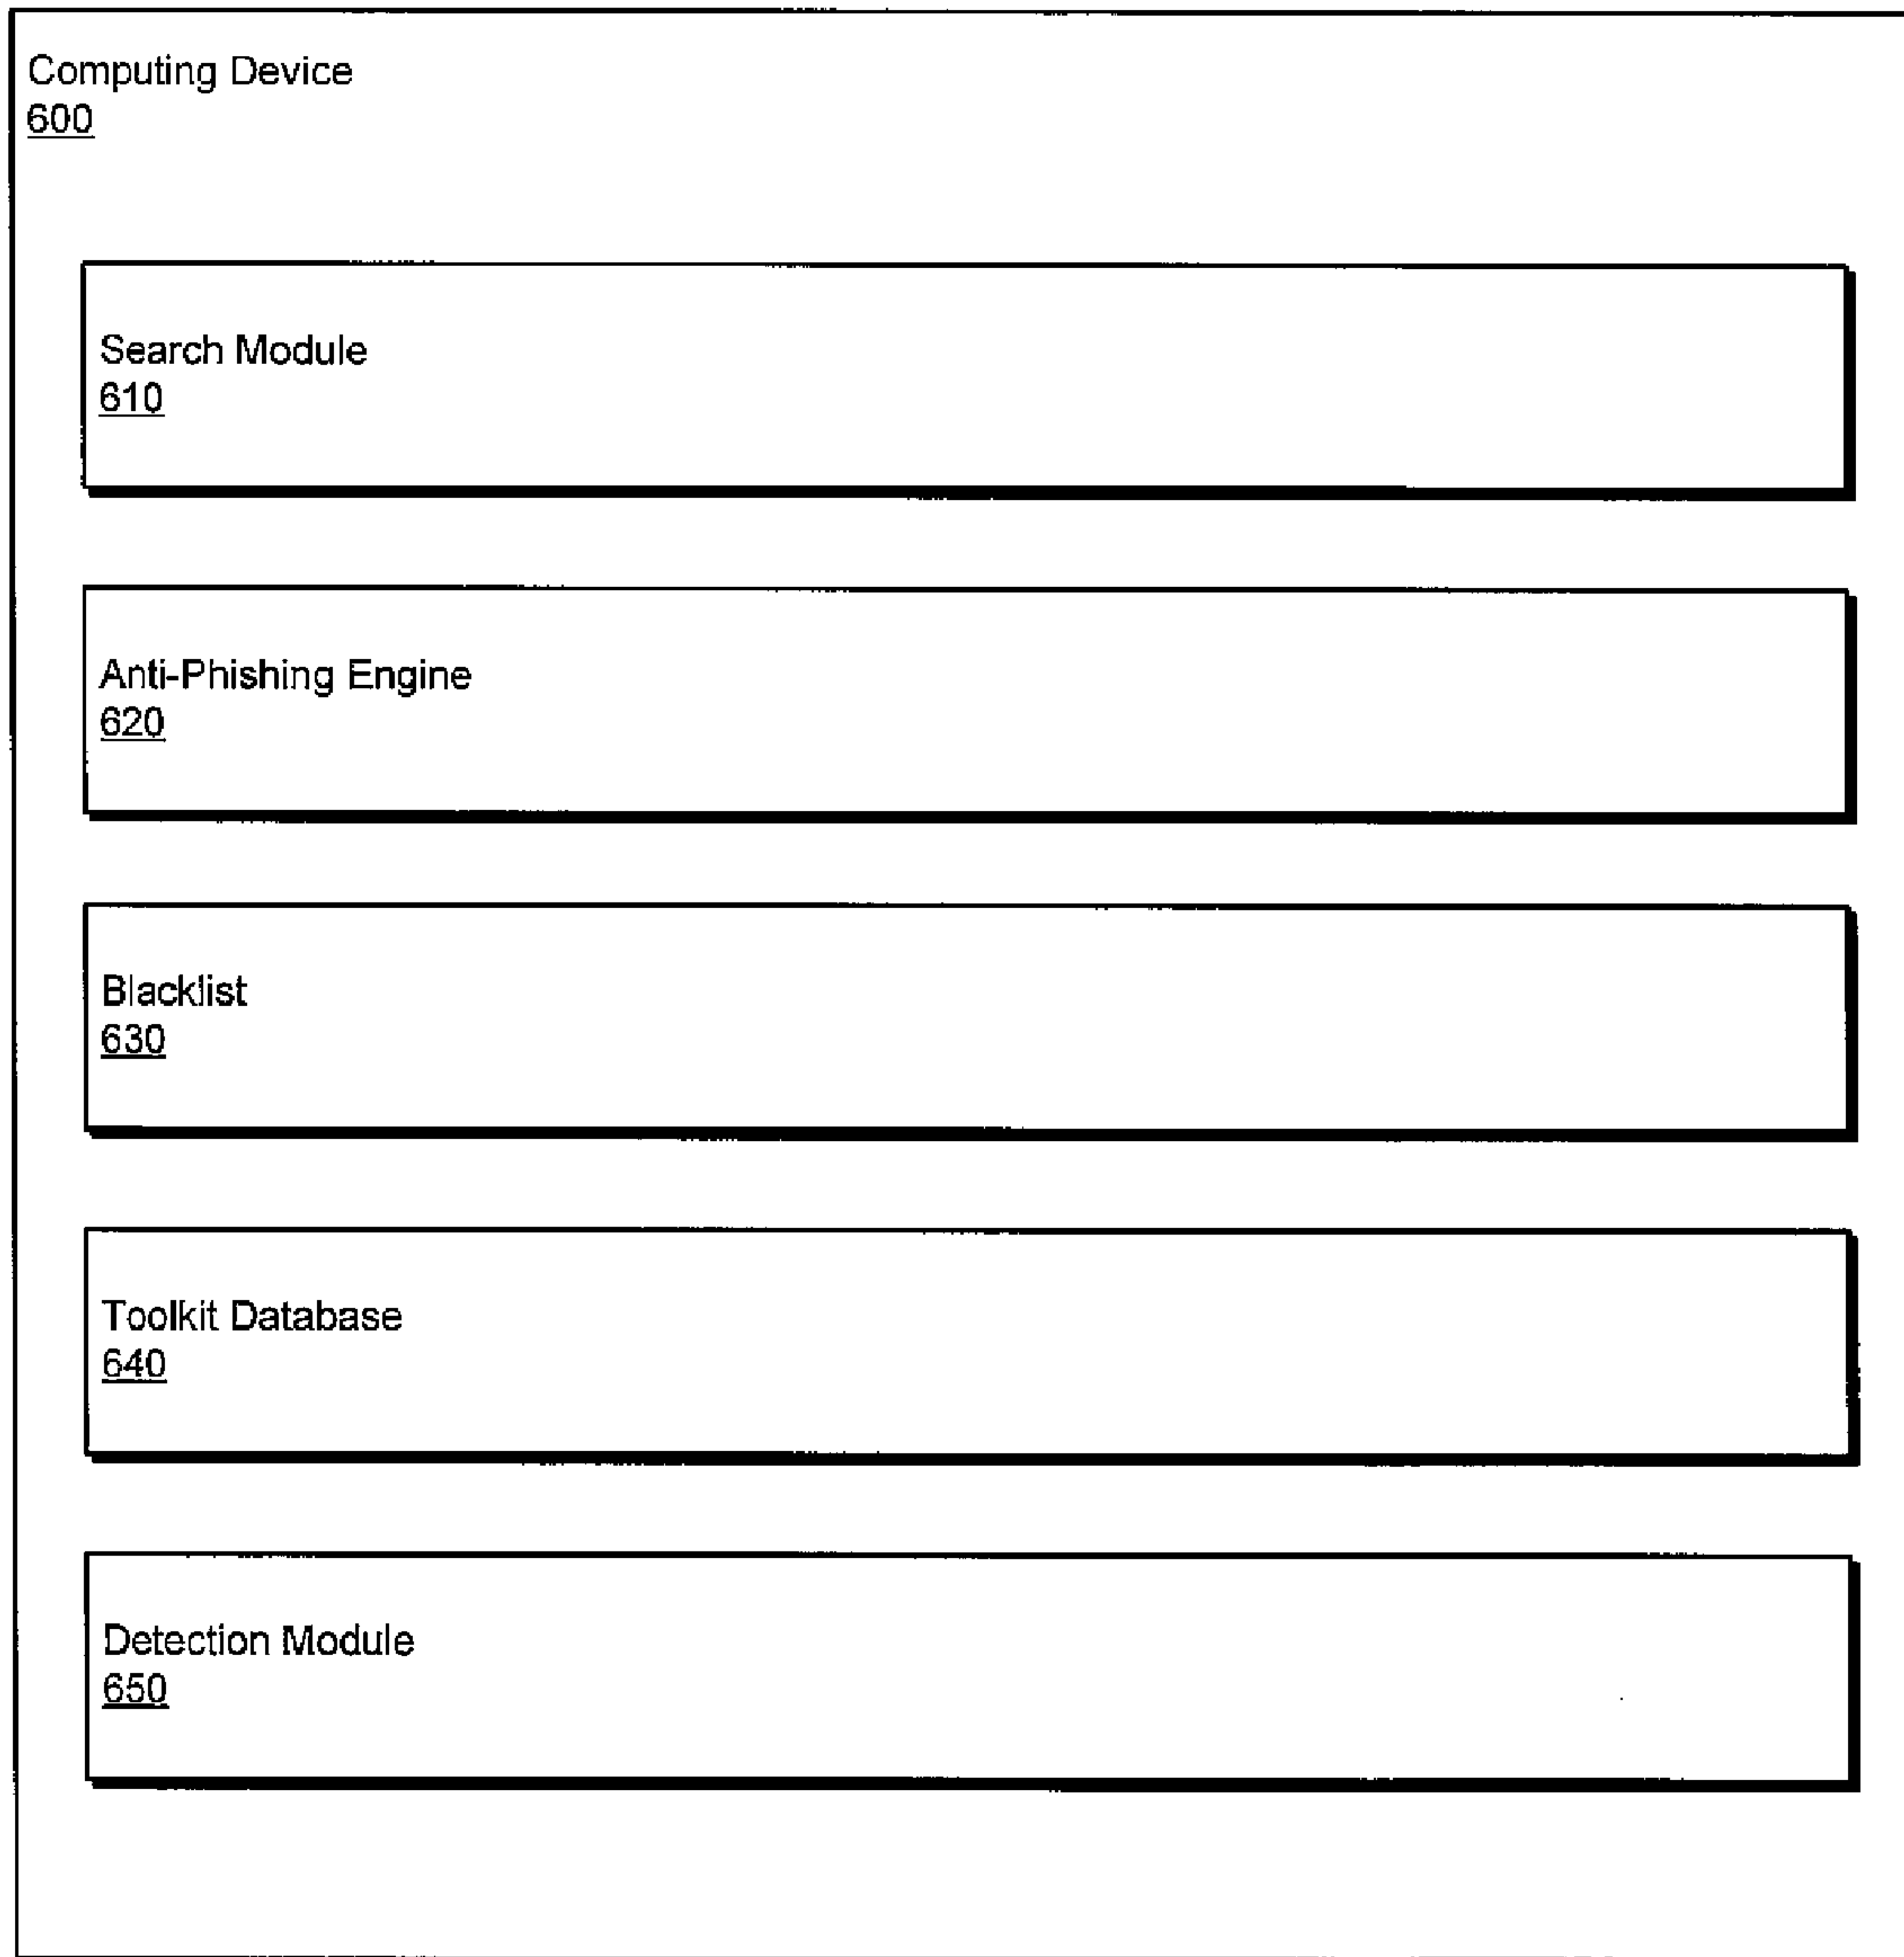 Computing Device
600
Search Module
610
Anti-Phishing Engine
620
Blacklist
630
Toolkit Database
640
Detection Module
650